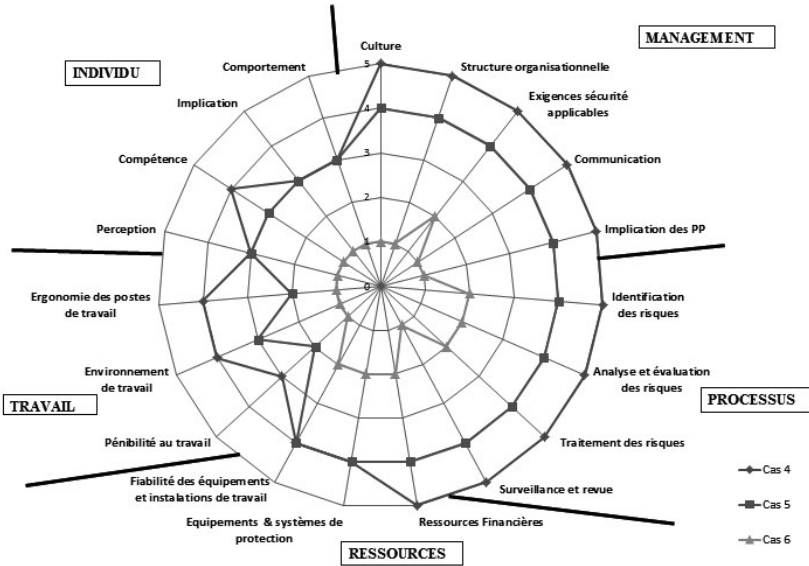 MANAGEMENT
INDIVIDU
Culture
5
4
3
2
1
0
Structure organisationnelle
Exigences sécurité
applicables
Communication
Implication des PP
Identification
des risques
Analyse et évaluation
des risques
PROCESSUS
Traitement des risques
Surveillance et revue
Ressources Financières
RESSOURCES
Equipements & systèmes de
protection
Fiabilité des équipements
et instalations de travail
Pénibilité au travail
TRAVAIL
Environnement
de travail
Ergonomie des postes
de travail
Perception
Compétence
Implication
Comportement
Cas 4
Cas 5
Cas 6